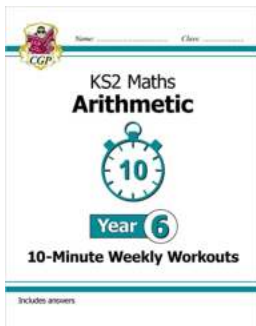 Name: ........................ Class: ................
CGP
KS2 Maths
Arithmetic
10
Year 6
10-Minute Weekly Workouts
Includes answers